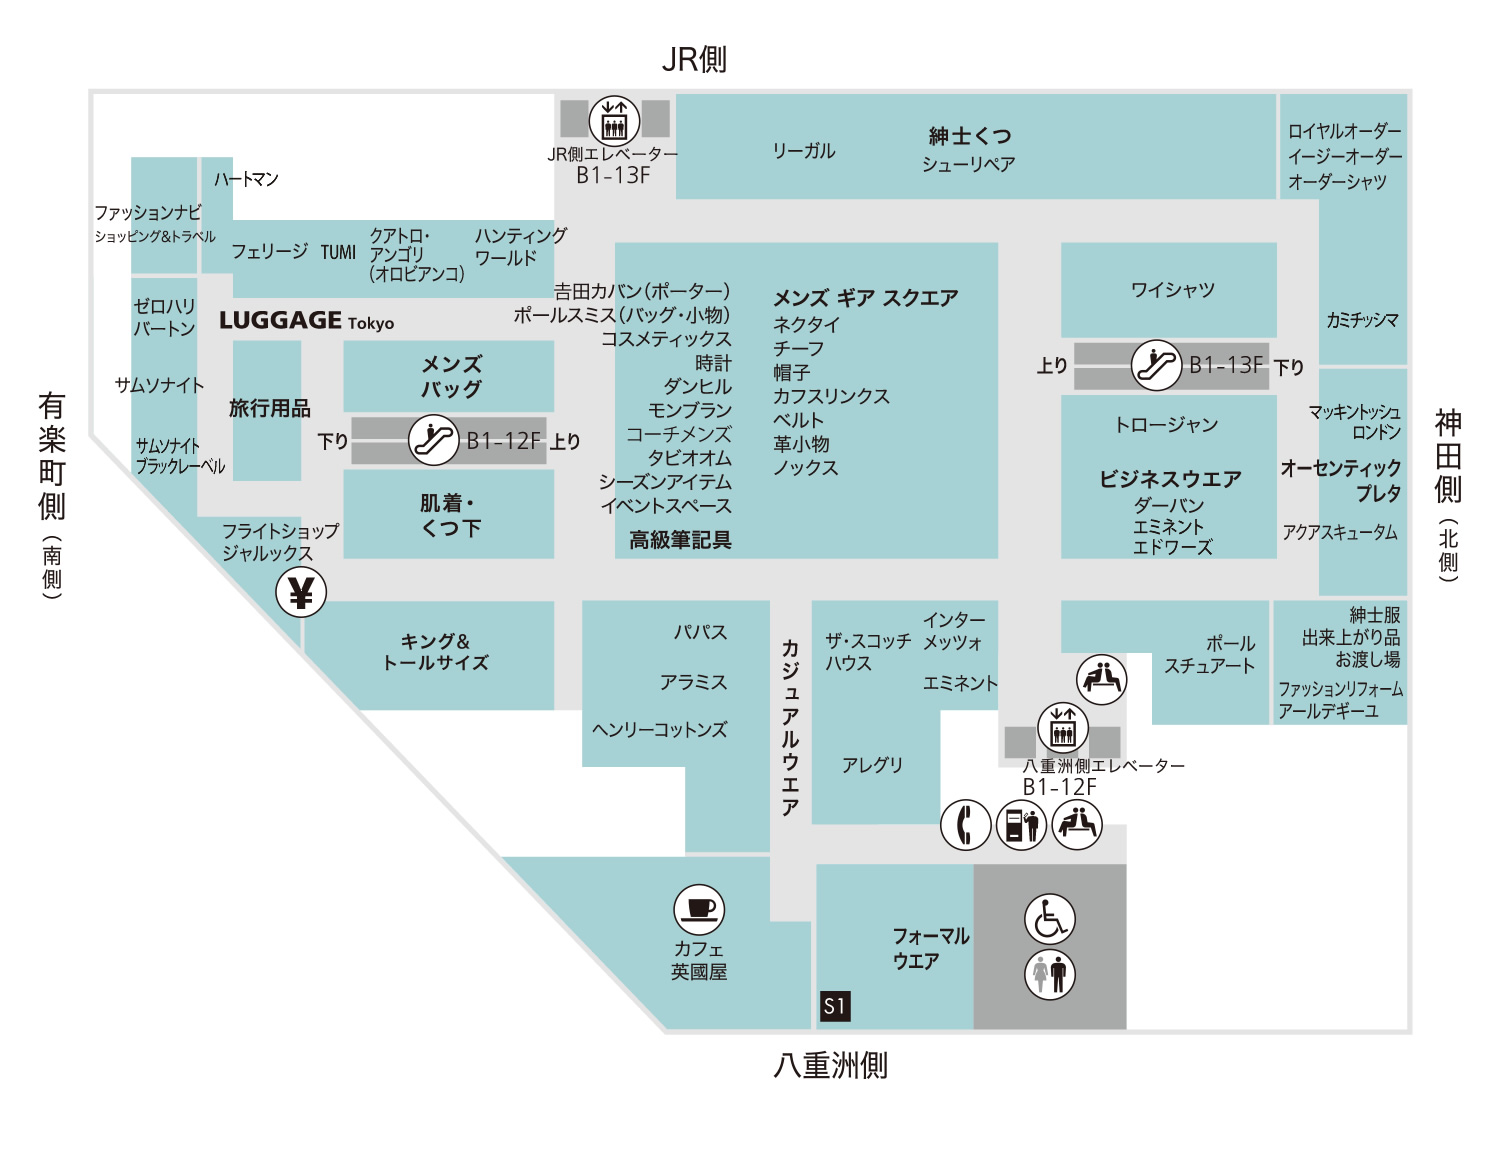 JR側
JR側エレベーター
B1-13F
リーガル
紳士くつ
シューリペア
ロイヤルオーダー
イージーオーダー
オーダーシャツ
カミチッシマ
ハートマン
ファッションナビ
ショッピング&トラベル
フェリージ
TUMI
クアトロ・
アンゴリ
(オロビアンコ)
ハンティング
ワールド
ゼロハリ
バートン
LUGGAGE Tokyo
サムソナイト
サムソナイト
ブラックレーベル
旅行用品
メンズ
バッグ
下り
B1-12F
上り
肌着・
くつ下
フライトショップ
ジャルックス
¥
キング&
トールサイズ
吉田カバン(ポーター)
ポールスミス(バッグ・小物)
コスメティックス
時計
ダンヒル
モンブラン
コーチメンズ
タビオオム
シーズンアイテム
イベントスペース
高級筆記具
メンズ ギア スクエア
ネクタイ
チーフ
帽子
カフスリンクス
ベルト
革小物
ノックス
ワイシャツ
上り
B1-13F
下り
トロージャン
ビジネスウエア
ダーバン
エミネント
エドワーズ
マッキントッシュ
ロンドン
オーセンティック
プレタ
アクアスキュータム
有楽町側(南側)
神田側(北側)
パパス
アラミス
ヘンリーコットンズ
カジュアルウエア
ザ・スコッチ
ハウス
インター
メッツォ
エミネント
アレグリ
ポール
スチュアート
紳士服
出来上がり品
お渡し場
ファッションリフォーム
アールデギーユ
八重洲側エレベーター
B1-12F
カフェ
英國屋
フォーマル
ウエア
S1
八重洲側